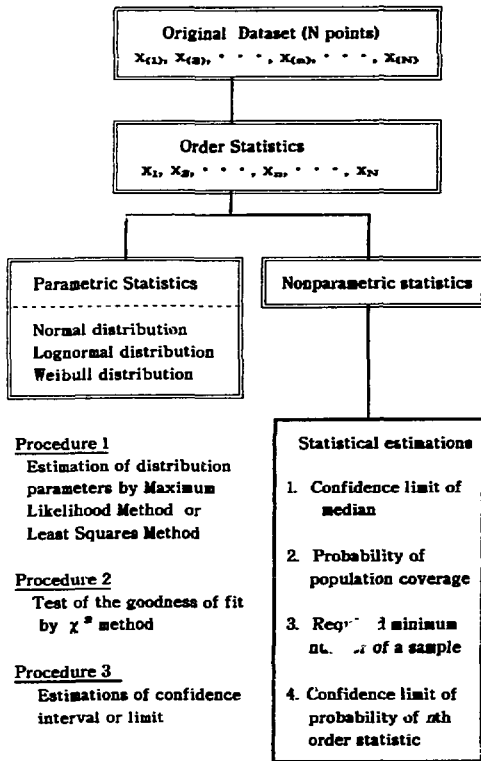 Original Dataset (N points)
X(1), X(2), · · · , X(n), · · · , X(N)
Order Statistics
X1, X2, · · · , Xn, · · · , XN
Parametric Statistics
Normal distribution
Lognormal distribution
Weibull distribution
Nonparametric statistics
Procedure 1
Estimation of distribution
parameters by Maximum
Likelihood Method or
Least Squares Method
Procedure 2
Test of the goodness of fit
by χ² method
Procedure 3
Estimations of confidence
interval or limit
Statistical estimations
1. Confidence limit of
median
2. Probability of
population coverage
3. minimum
of a sample
4. Confidence limit of
probability of nth
order statistic